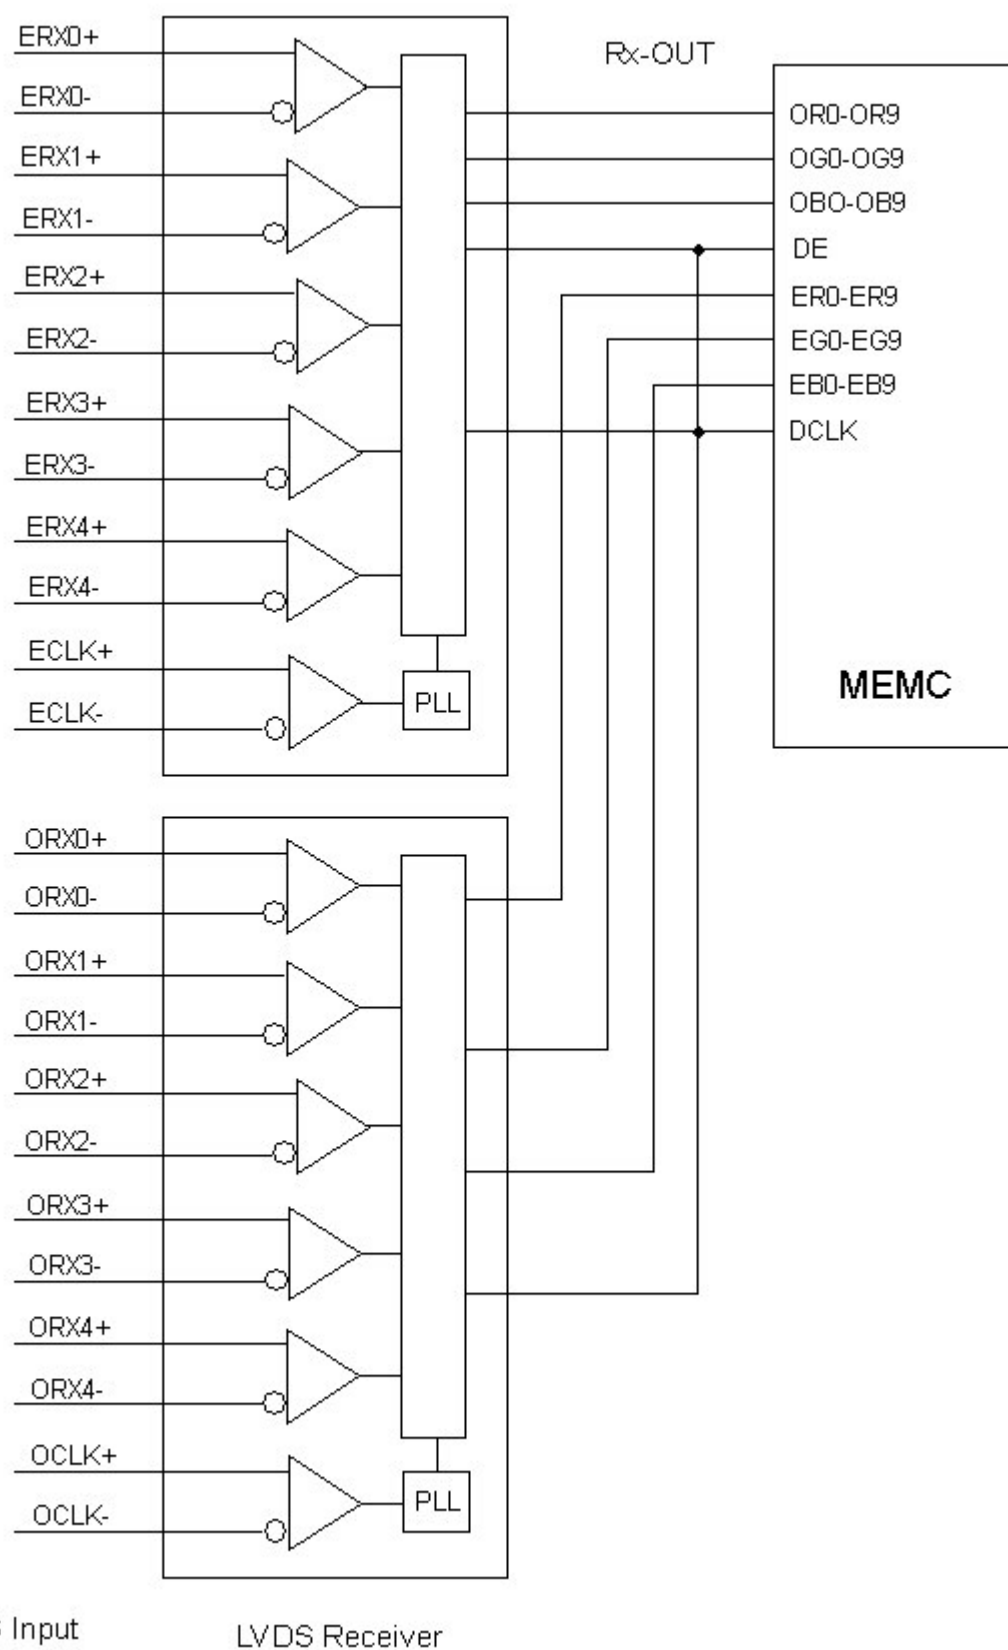 ERX0+
ERX0-
ERX1+
ERX1-
ERX2+
ERX2-
ERX3+
ERX3-
ERX4+
ERX4-
ECLK+
ECLK-
PLL
Rx-OUT
OR0-OR9
OG0-OG9
OBO-OB9
DE
ER0-ER9
EG0-EG9
EB0-EB9
DCLK
MEMC
ORX0+
ORX0-
ORX1+
ORX1-
ORX2+
ORX2-
ORX3+
ORX3-
ORX4+
ORX4-
OCLK+
OCLK-
PLL
Input
LVDS Receiver